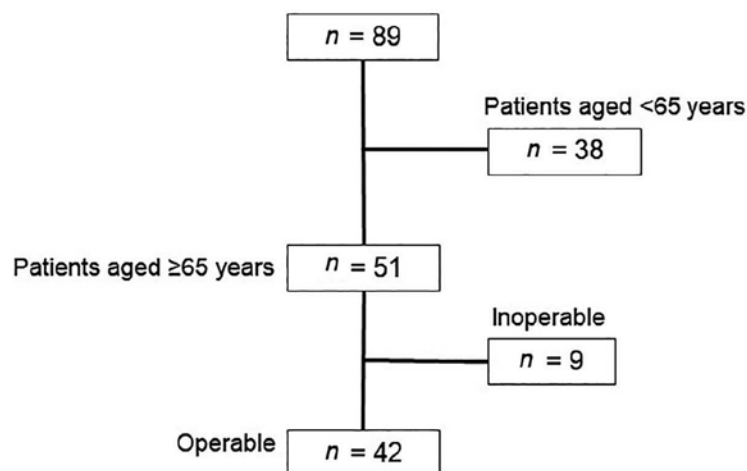 n = 89
Patients aged <65 years
n = 38
Patients aged ≥65 years
n = 51
Inoperable
n = 9
Operable
n = 42